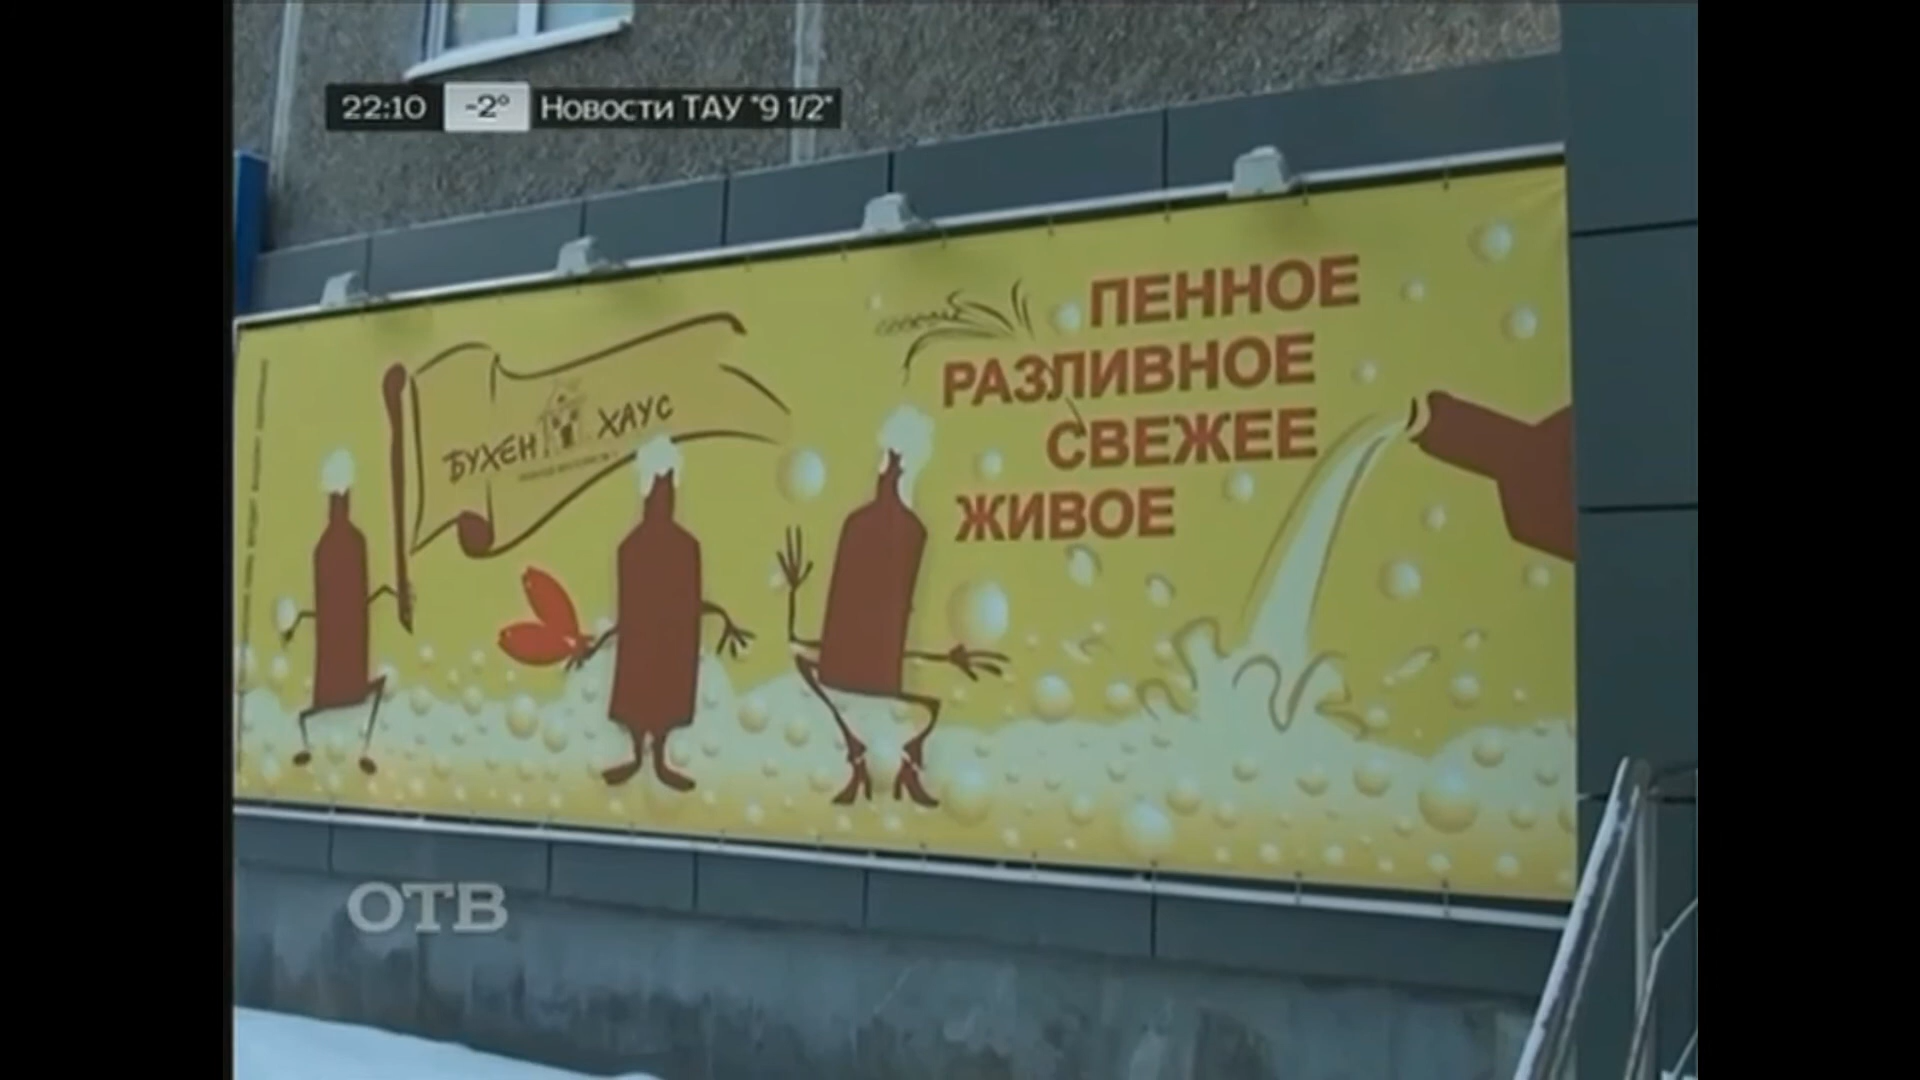 22:10 -2° Новости ТАУ "9 1/2"
ПЕННОЕ
РАЗЛИВНОЕ
СВЕЖЕЕ
ЖИВОЕ
БУХЕН ХАУС
ОТВ